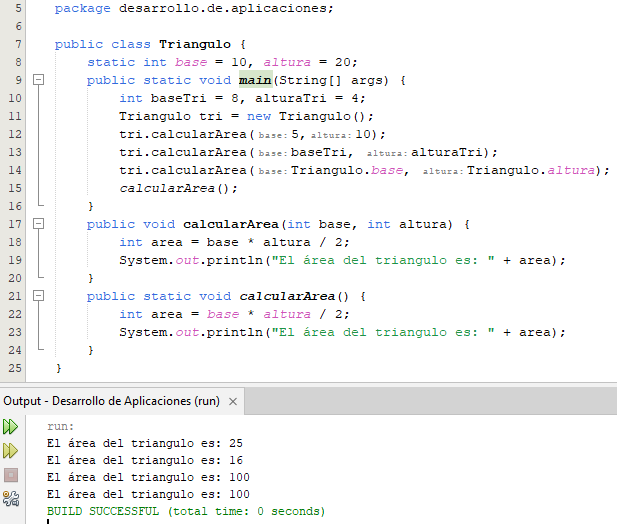 5 package desarrollo.de.aplicaciones;
6
7 public class Triangulo {
8 static int base = 10, altura = 20;
9 public static void main(String[] args) {
10 int baseTri = 8, alturaTri = 4;
11 Triangulo tri = new Triangulo();
12 tri.calcularArea( base: 5, altura: 10);
13 tri.calcularArea( base: baseTri, altura: alturaTri);
14 tri.calcularArea( base: Triangulo.base, altura: Triangulo.altura);
15 calcularArea();
16 }
17 public void calcularArea(int base, int altura) {
18 int area = base * altura / 2;
19 System.out.println("El área del triangulo es: " + area);
20 }
21 public static void calcularArea() {
22 int area = base * altura / 2;
23 System.out.println("El área del triangulo es: " + area);
24 }
25 }
Output - Desarrollo de Aplicaciones (run) ×
run:
El área del triangulo es: 25
El área del triangulo es: 16
El área del triangulo es: 100
El área del triangulo es: 100
BUILD SUCCESSFUL (total time: 0 seconds)